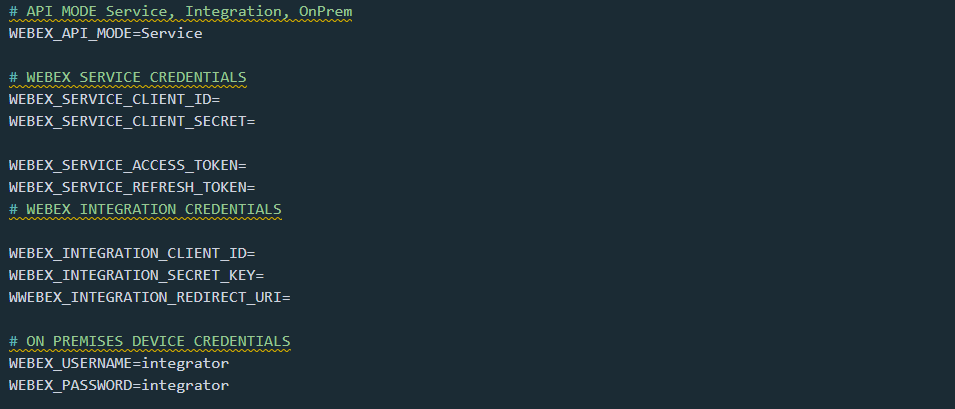 # API MODE Service, Integration, OnPrem
WEBEX_API_MODE=Service
# WEBEX SERVICE CREDENTIALS
WEBEX_SERVICE_CLIENT_ID=
WEBEX_SERVICE_CLIENT_SECRET=
WEBEX_SERVICE_ACCESS_TOKEN=
WEBEX_SERVICE_REFRESH_TOKEN=
# WEBEX INTEGRATION CREDENTIALS
WEBEX_INTEGRATION_CLIENT_ID=
WEBEX_INTEGRATION_SECRET_KEY=
WWEBEX_INTEGRATION_REDIRECT_URI=
# ON PREMISES DEVICE CREDENTIALS
WEBEX_USERNAME=integrator
WEBEX_PASSWORD=integrator